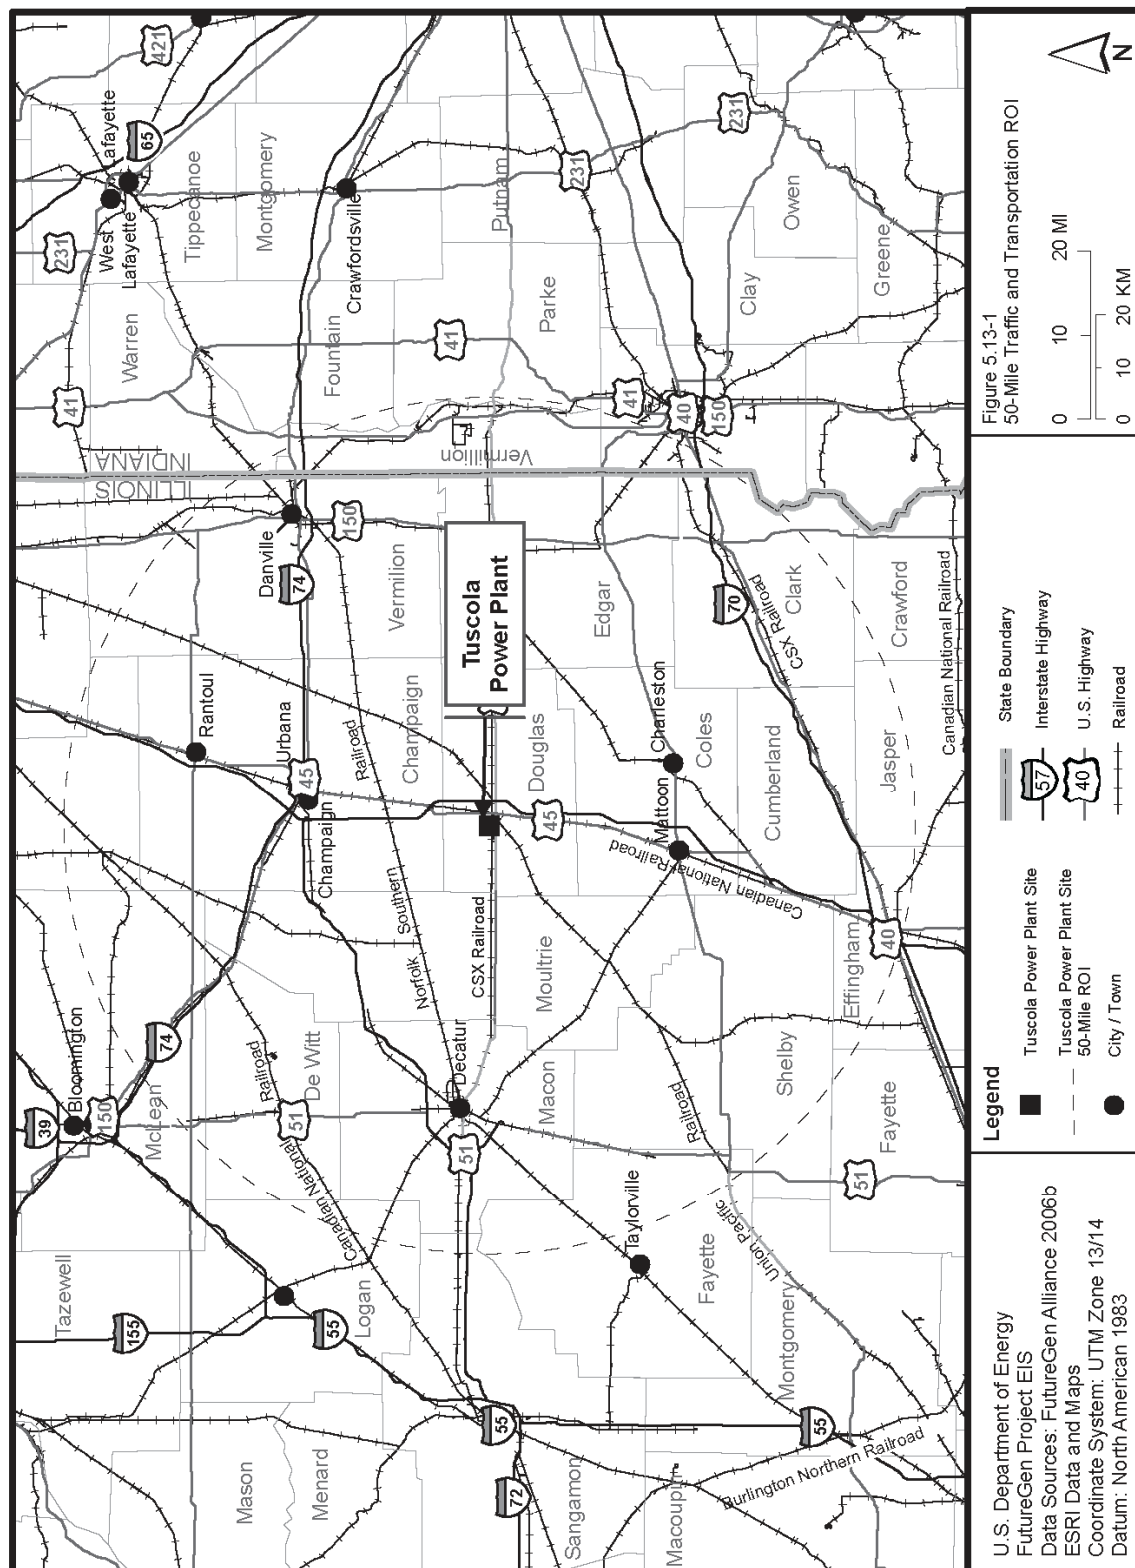 421
Lafayette
65
West
Lafayette
231
Tippecanoe
Montgomery
Crawfordsville
Putnam
231
231
Owen
Greene
Clay
Parke
Warren
Fountain
41
41
41
40
150
INDIANA
ILLINOIS
Vermillion
Danville
150
74
Vermilion
Tuscola
Power Plant
Edgar
70
CSX Railroad
Clark
Crawford
Canadian National Railroad
Rantoul
Urbana
45
Champaign
Railroad
Champaign
Douglas
45
Charleston
Coles
Mattoon
Cumberland
Jasper
Canadian National Railroad
40
Effingham
Southern
Norfolk
CSX Railroad
Moultrie
Bloomington
39
150
74
McLean
Railroad
De Witt
51
Canadian National
Decatur
51
Macon
Shelby
Railroad
Fayette
51
Taylorville
Fayette
Union Pacific
Montgomery
Tazewell
155
55
Logan
55
55
72
Mason
Menard
Sangamon
Macoupin
Burlington Northern Railroad
U.S. Department of Energy
FutureGen Project EIS
Data Sources: FutureGen Alliance 2006b
ESRI Data and Maps
Coordinate System: UTM Zone 13/14
Datum: North American 1983
Legend
Tuscola Power Plant Site
Tuscola Power Plant Site
50-Mile ROI
City / Town
State Boundary
57 Interstate Highway
40 U.S. Highway
Railroad
Figure 5.13-1
50-Mile Traffic and Transportation ROI
0 10 20 MI
0 10 20 KM
N